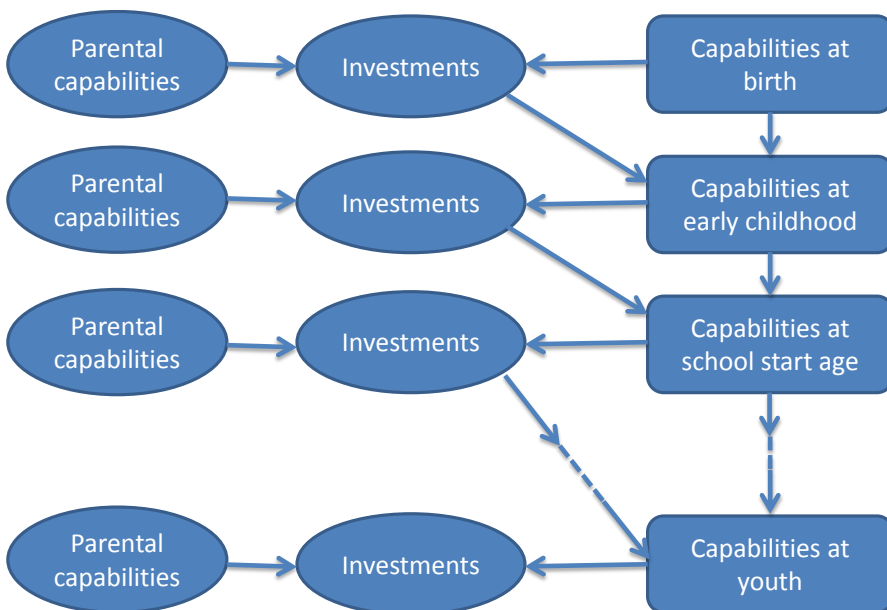 Parental
capabilities
Investments
Capabilities at
birth
Parental
capabilities
Investments
Capabilities at
early childhood
Parental
capabilities
Investments
Capabilities at
school start age
Parental
capabilities
Investments
Capabilities at
youth